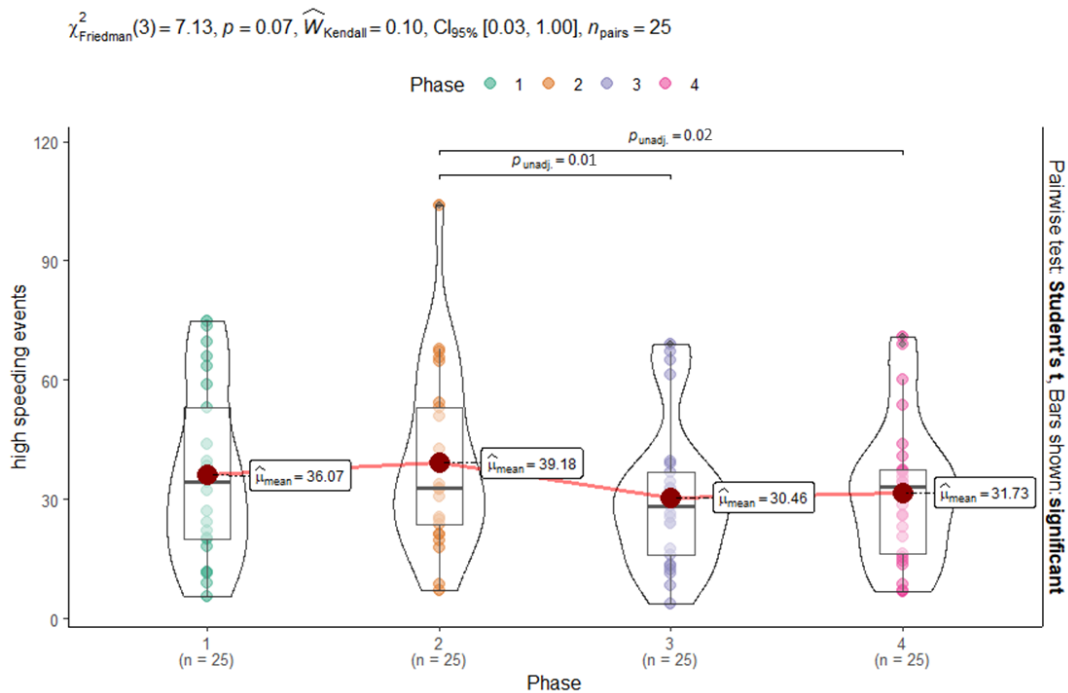 χ²Friedman(3) = 7.13, p = 0.07, ŴKendall = 0.10, CI95% [0.03, 1.00], npairs = 25
Phase 1 2 3 4
high speeding events
120
90
60
30
0
punadj. = 0.02
punadj. = 0.01
μ̂mean = 36.07
μ̂mean = 39.18
μ̂mean = 30.46
μ̂mean = 31.73
1
(n = 25)
2
(n = 25)
3
(n = 25)
4
(n = 25)
Phase
Pairwise test: Student's t, Bars shown: significant